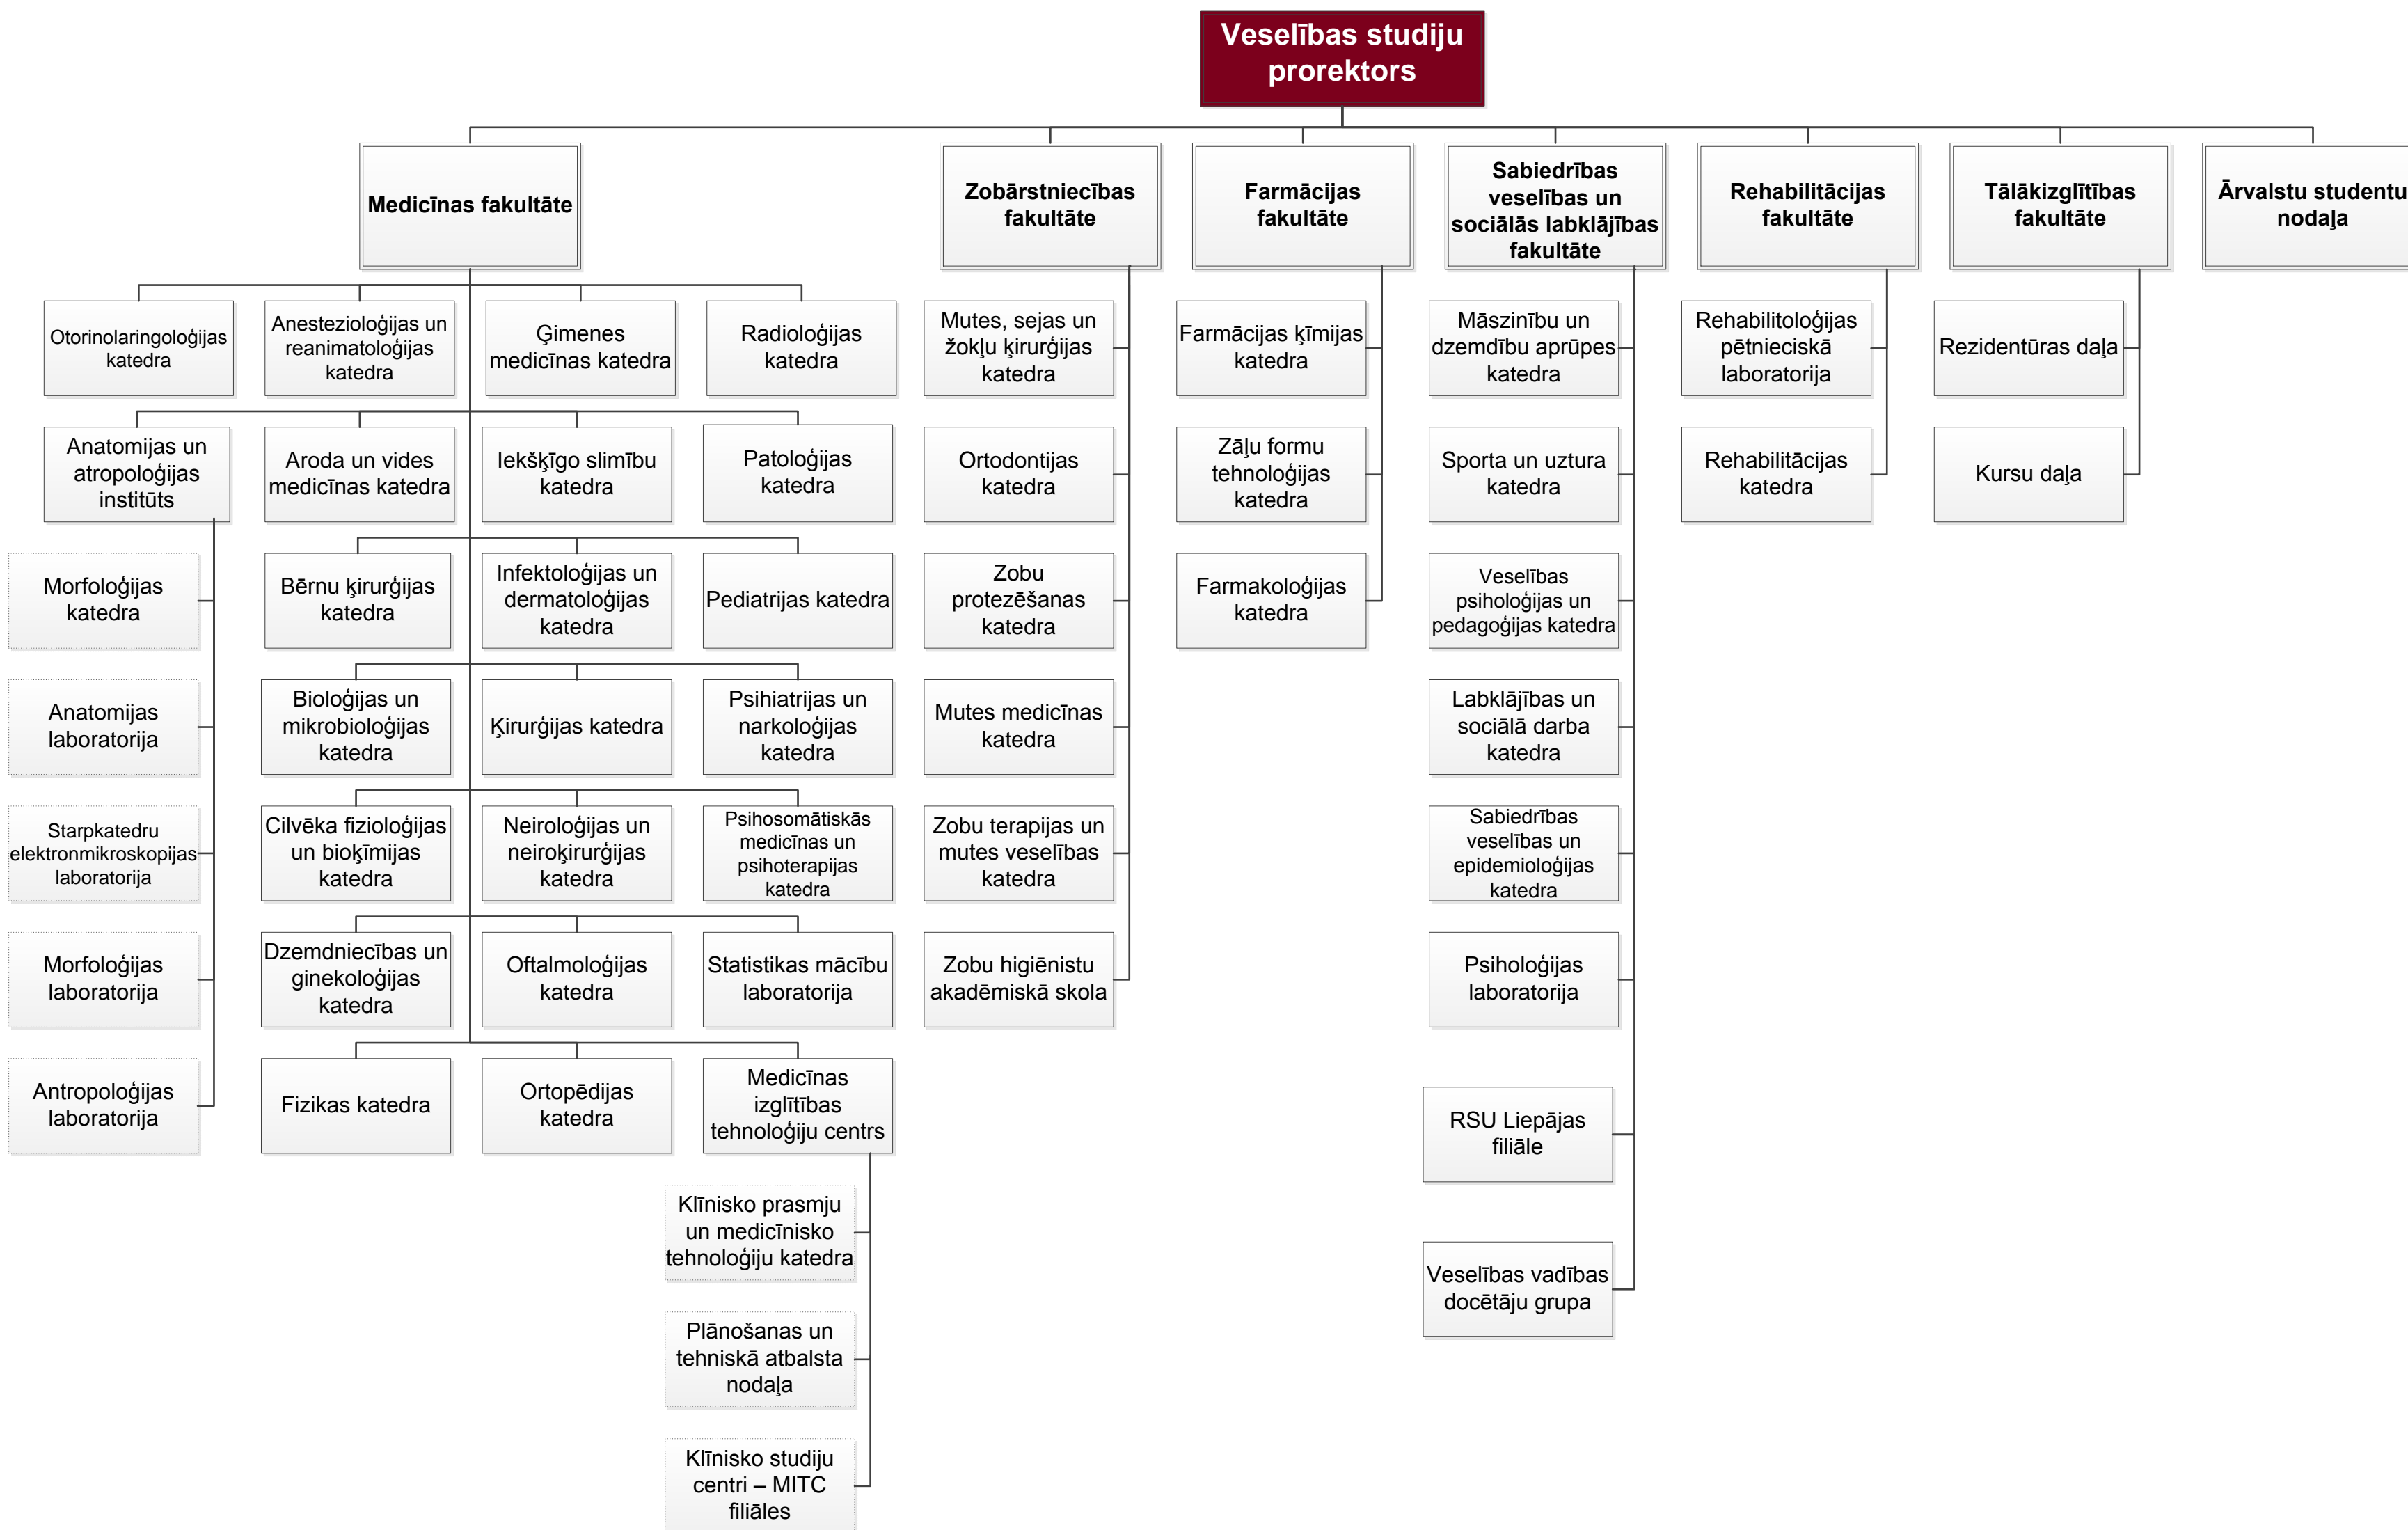 Veselības studiju
prorektors
Medicīnas fakultāte
Zobārstniecības
fakultāte
Farmācijas
fakultāte
Sabiedrības
veselības un
sociālās labklājības
fakultāte
Rehabilitācijas
fakultāte
Tālākizglītības
fakultāte
Ārvalstu studentu
nodaļa
Otorinolaringoloģijas
katedra
Anestezioloģijas un
reanimatoloģijas
katedra
Ģimenes
medicīnas katedra
Radioloģijas
katedra
Mutes, sejas un
žokļu ķirurģijas
katedra
Farmācijas ķīmijas
katedra
Māszinību un
dzemdību aprūpes
katedra
Rehabilitoloģijas
pētnieciskā
laboratorija
Rezidentūras daļa
Anatomijas un
atropoloģijas
institūts
Aroda un vides
medicīnas katedra
Iekšķīgo slimību
katedra
Patoloģijas
katedra
Ortodontijas
katedra
Zāļu formu
tehnoloģijas
katedra
Sporta un uztura
katedra
Rehabilitācijas
katedra
Kursu daļa
Morfoloģijas
katedra
Bērnu ķirurģijas
katedra
Infektoloģijas un
dermatoloģijas
katedra
Pediatrijas katedra
Zobu
protezēšanas
katedra
Farmakoloģijas
katedra
Veselības
psiholoģijas un
pedagoģijas katedra
Anatomijas
laboratorija
Bioloģijas un
mikrobioloģijas
katedra
Ķirurģijas katedra
Psihiatrijas un
narkoloģijas
katedra
Mutes medicīnas
katedra
Labklājības un
sociālā darba
katedra
Starpkatedru
elektronmikroskopijas
laboratorija
Cilvēka fizioloģijas
un bioķīmijas
katedra
Neiroloģijas un
neiroķirurģijas
katedra
Psihosomātiskās
medicīnas un
psihoterapijas
katedra
Zobu terapijas un
mutes veselības
katedra
Sabiedrības
veselības un
epidemioloģijas
katedra
Morfoloģijas
laboratorija
Dzemdniecības un
ginekoloģijas
katedra
Oftalmoloģijas
katedra
Statistikas mācību
laboratorija
Zobu higiēnistu
akadēmiskā skola
Psiholoģijas
laboratorija
Antropoloģijas
laboratorija
Fizikas katedra
Ortopēdijas
katedra
Medicīnas
izglītības
tehnoloģiju centrs
RSU Liepājas
filiāle
Klīnisko prasmju
un medicīnisko
tehnoloģiju katedra
Veselības vadības
docētāju grupa
Plānošanas un
tehniskā atbalsta
nodaļa
Klīnisko studiju
centri – MITC
filiāles